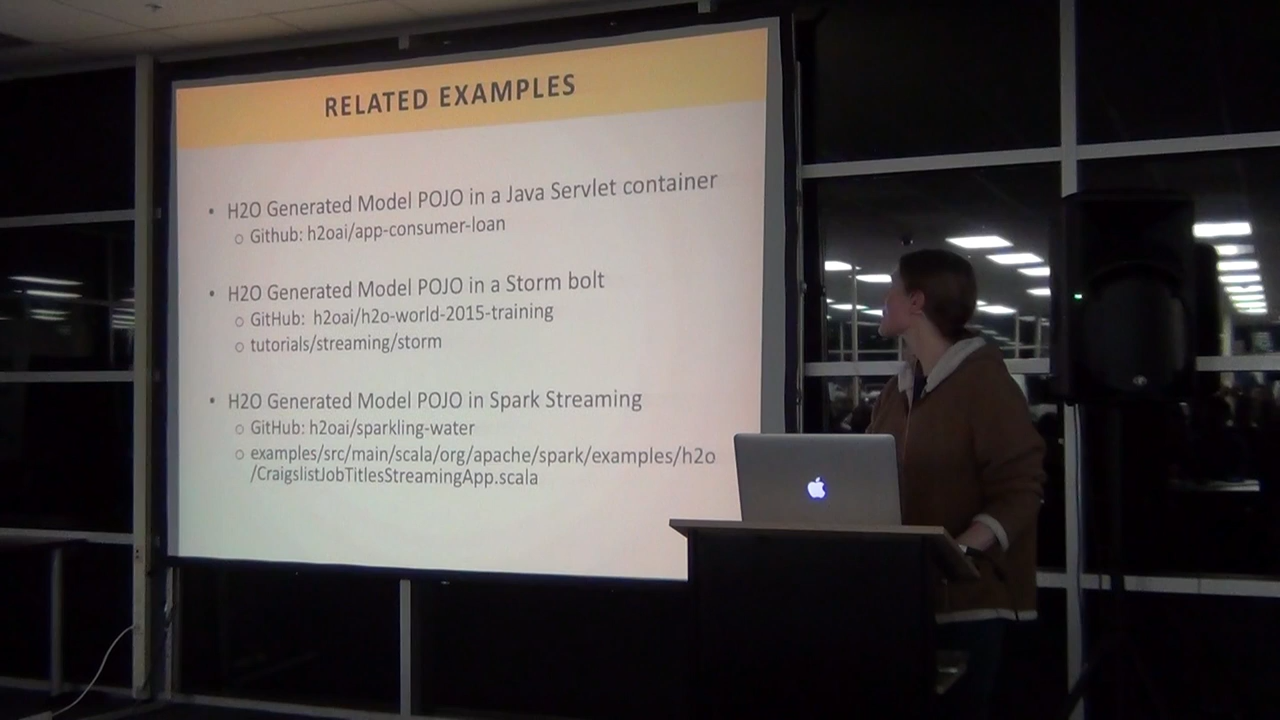 RELATED EXAMPLES
• H2O Generated Model POJO in a Java Servlet container
o Github: h2oai/app-consumer-loan
• H2O Generated Model POJO in a Storm bolt
o GitHub: h2oai/h2o-world-2015-training
o tutorials/streaming/storm
• H2O Generated Model POJO in Spark Streaming
o GitHub: h2oai/sparkling-water
o examples/src/main/scala/org/apache/spark/examples/h2o
/CraigslistJobTitlesStreamingApp.scala